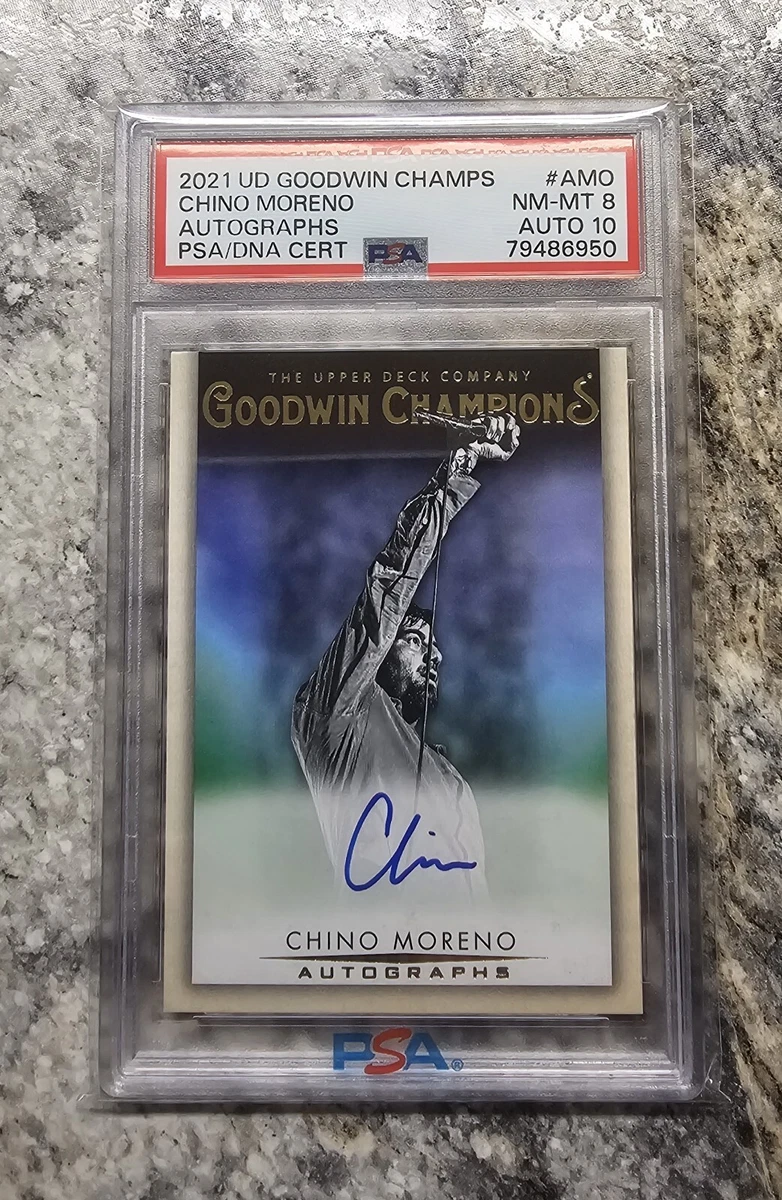 2021 UD GOODWIN CHAMPS #AMO
CHINO MORENO NM-MT 8
AUTOGRAPHS AUTO 10
PSA/DNA CERT PSA 79486950
THE UPPER DECK COMPANY
GOODWIN CHAMPIONS
Chino
CHINO MORENO
AUTOGRAPHS
PSA®